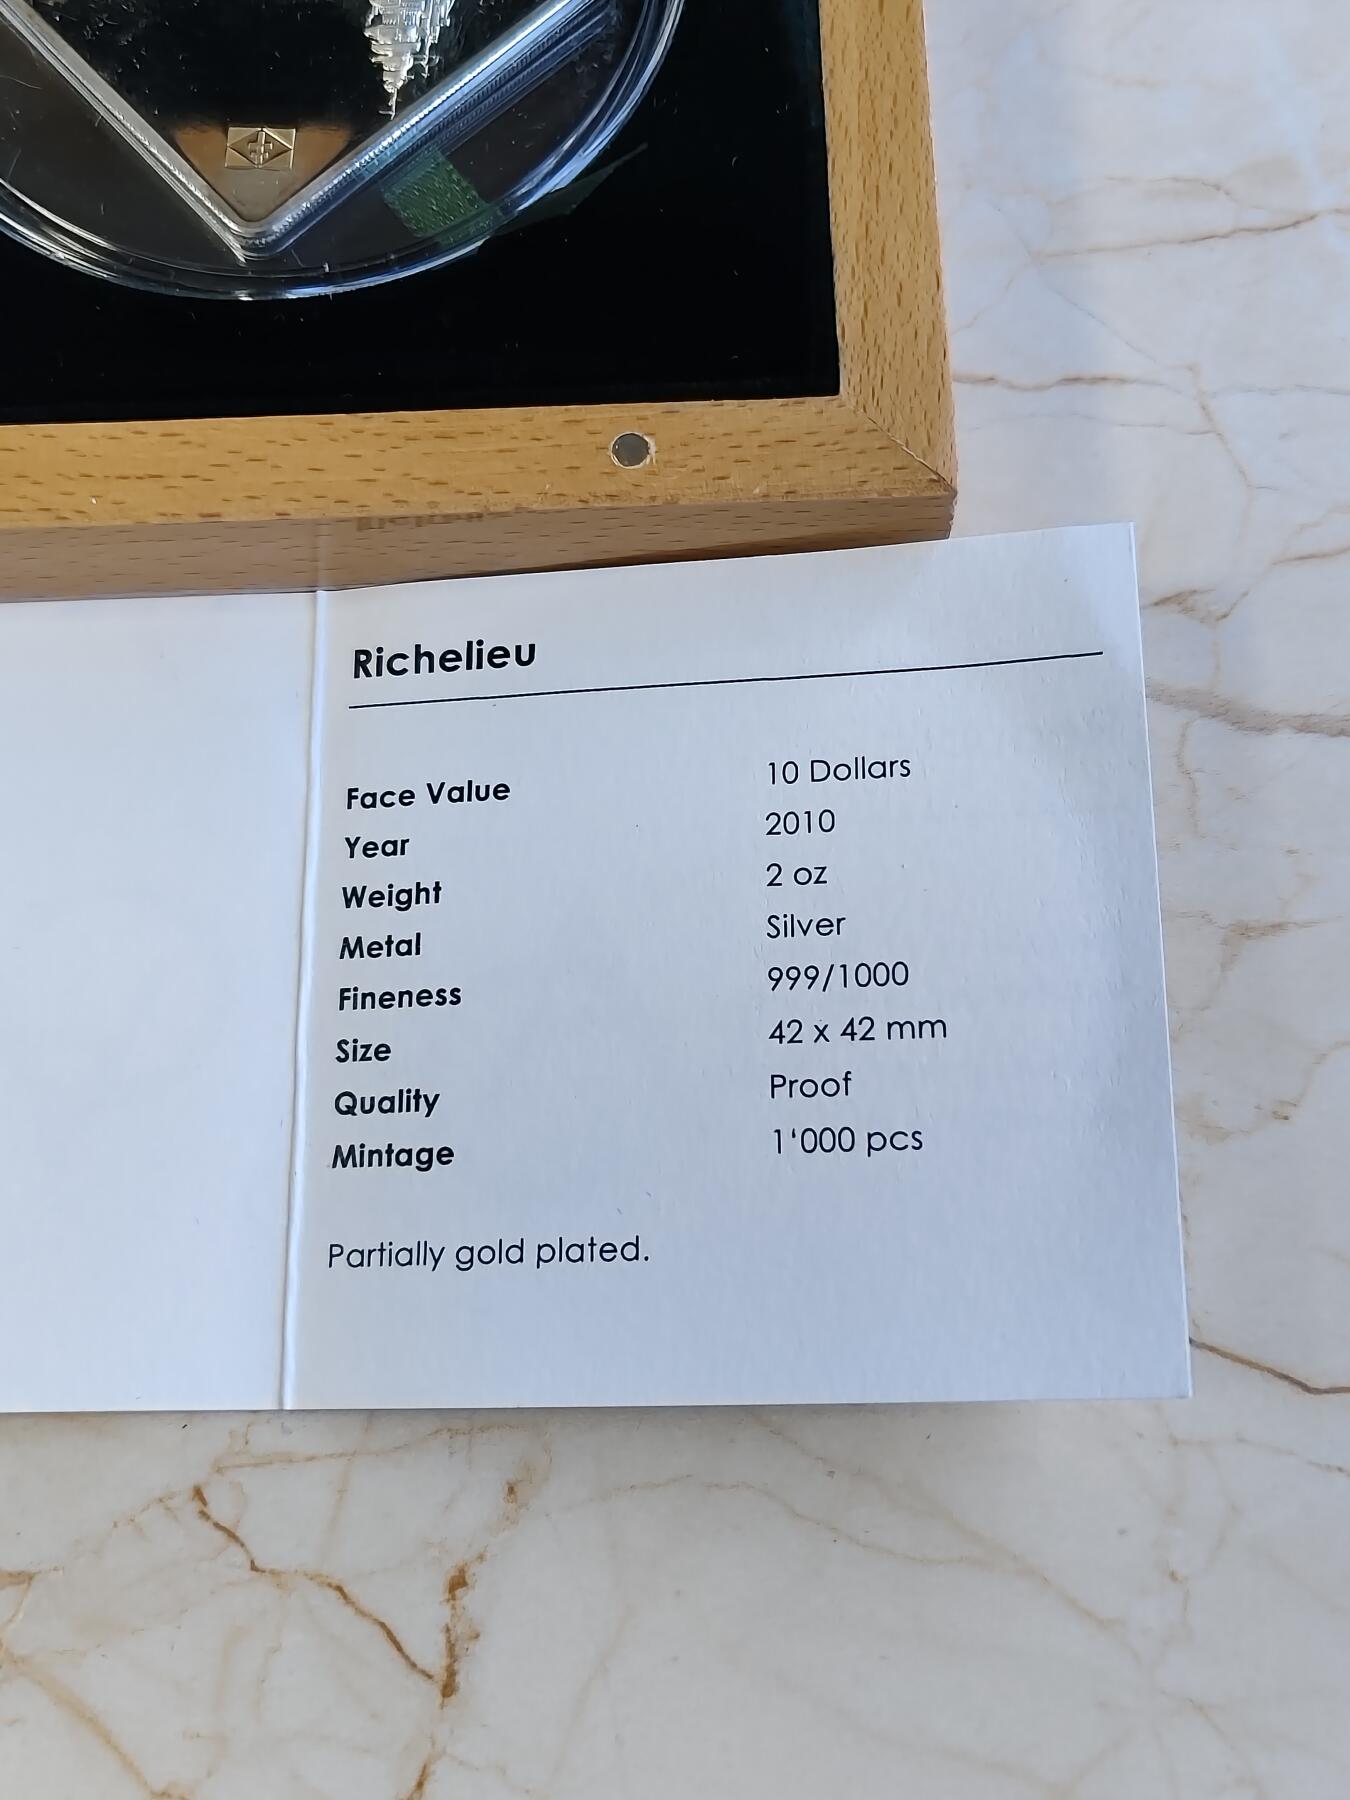 Richelieu
Face Value 10 Dollars
Year 2010
Weight 2 oz
Metal Silver
Fineness 999/1000
Size 42 x 42 mm
Quality Proof
Mintage 1‘000 pcs
Partially gold plated.